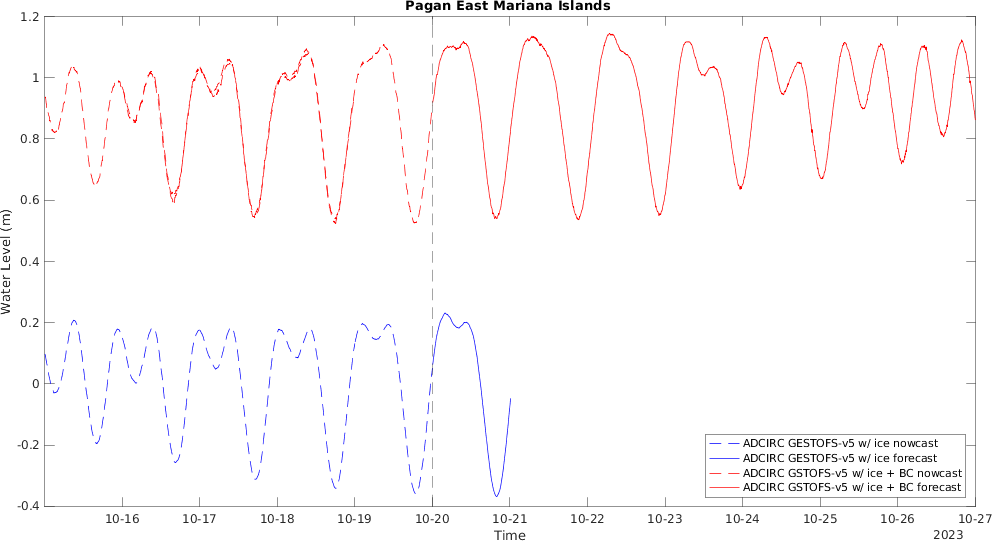 Pagan East Mariana Islands
Water Level (m)
1.2
1
0.8
0.6
0.4
0.2
0
-0.2
-0.4
10-16 10-17 10-18 10-19 10-20 10-21 10-22 10-23 10-24 10-25 10-26 10-27
Time
2023
ADCIRC GESTOFS-v5 w/ ice nowcast
ADCIRC GESTOFS-v5 w/ ice forecast
ADCIRC GSTOFS-v5 w/ ice + BC nowcast
ADCIRC GSTOFS-v5 w/ ice + BC forecast